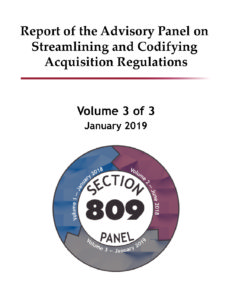 Report of the Advisory Panel on
Streamlining and Codifying
Acquisition Regulations
Volume 3 of 3
January 2019
Volume 1 – January 2018
Volume 2 – June 2018
SECTION
809
PANEL
Volume 3 – January 2019